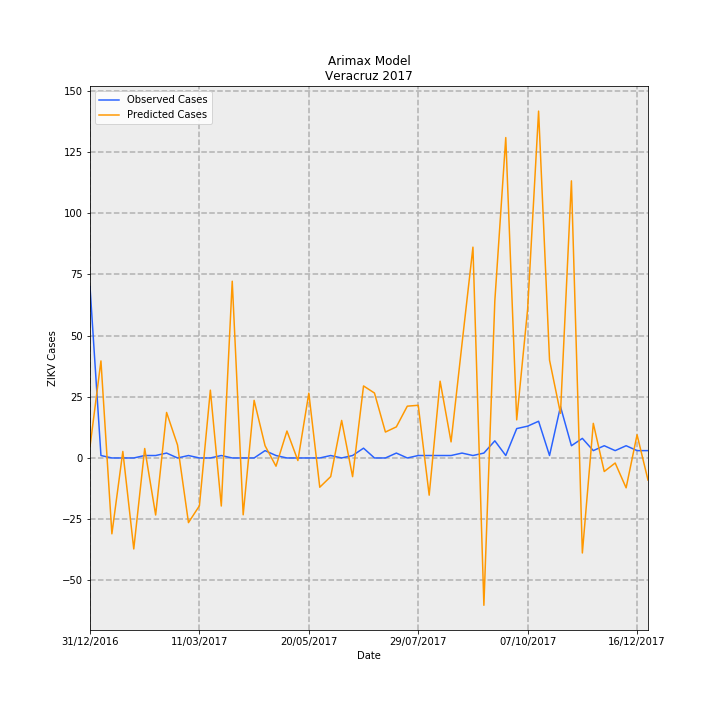 Arimax Model
Veracruz 2017
Observed Cases
Predicted Cases
150
125
100
75
50
25
0
−25
−50
ZIKV Cases
31/12/2016 11/03/2017 20/05/2017 29/07/2017 07/10/2017 16/12/2017
Date